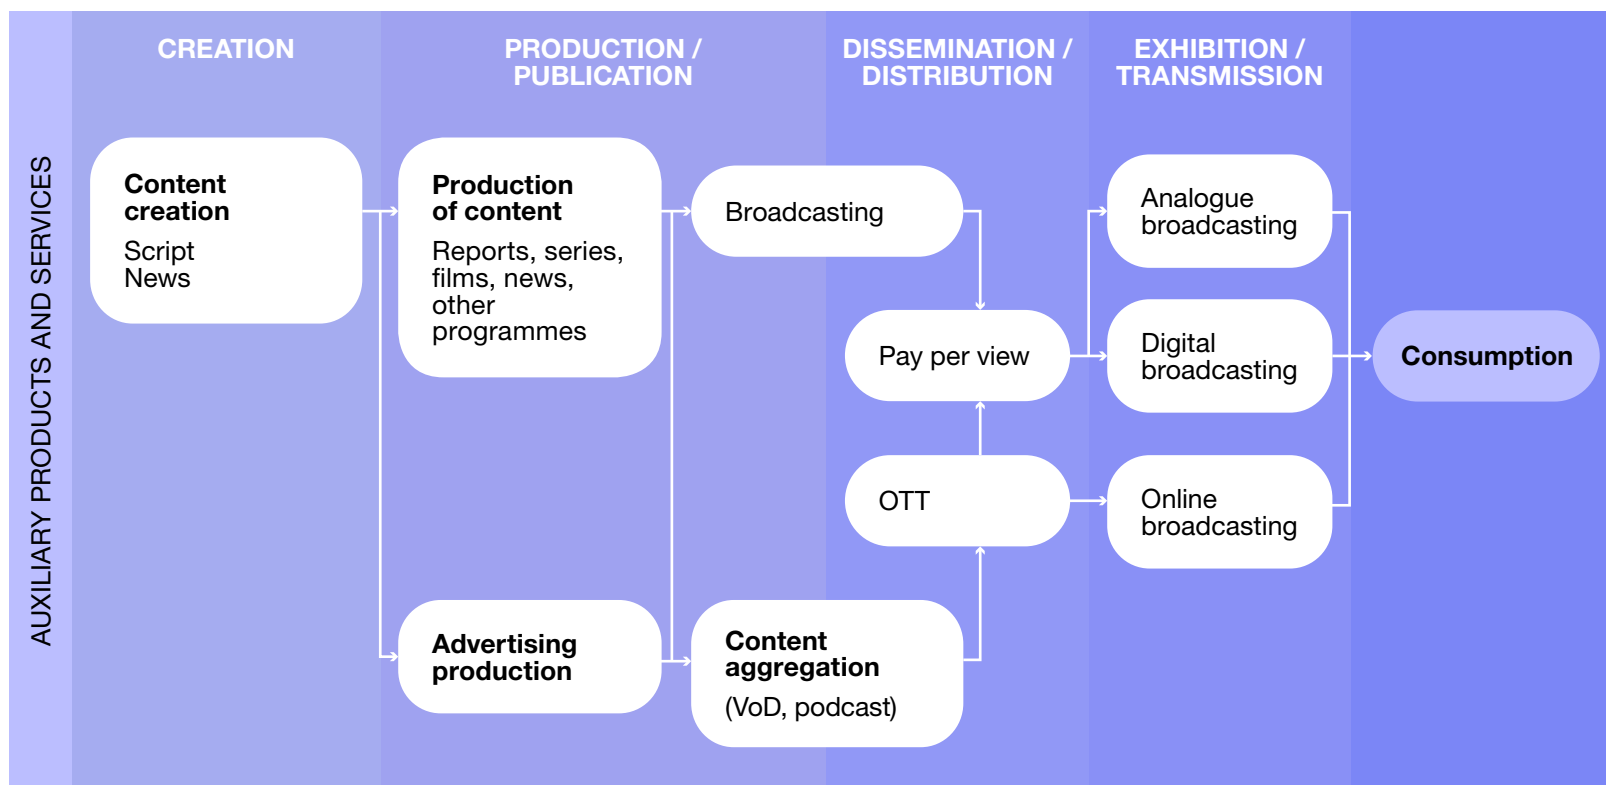 AUXILIARY PRODUCTS AND SERVICES
CREATION
PRODUCTION /
PUBLICATION
DISSEMINATION /
DISTRIBUTION
EXHIBITION /
TRANSMISSION
Content
creation
Script
News
Production
of content
Reports, series,
films, news,
other
programmes
Advertising
production
Broadcasting
Content
aggregation
(VoD, podcast)
Pay per view
OTT
Analogue
broadcasting
Digital
broadcasting
Online
broadcasting
Consumption